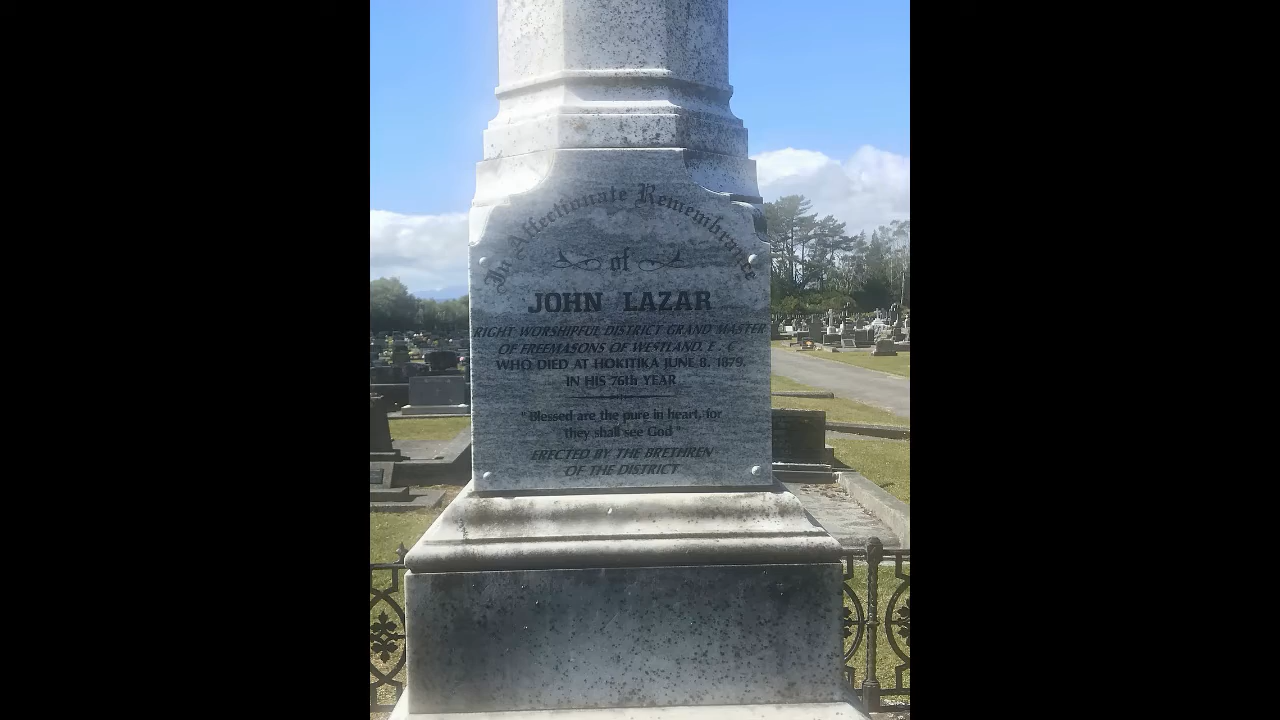 In Affectionate Remembrance
of
JOHN LAZAR
RIGHT WORSHIPFUL DISTRICT GRAND MASTER
OF FREEMASONS OF WESTLAND, E . C
WHO DIED AT HOKITIKA JUNE 8, 1879,
IN HIS 76th YEAR
" Blessed are the pure in heart, for
they shall see God "
ERECTED BY THE BRETHREN
OF THE DISTRICT